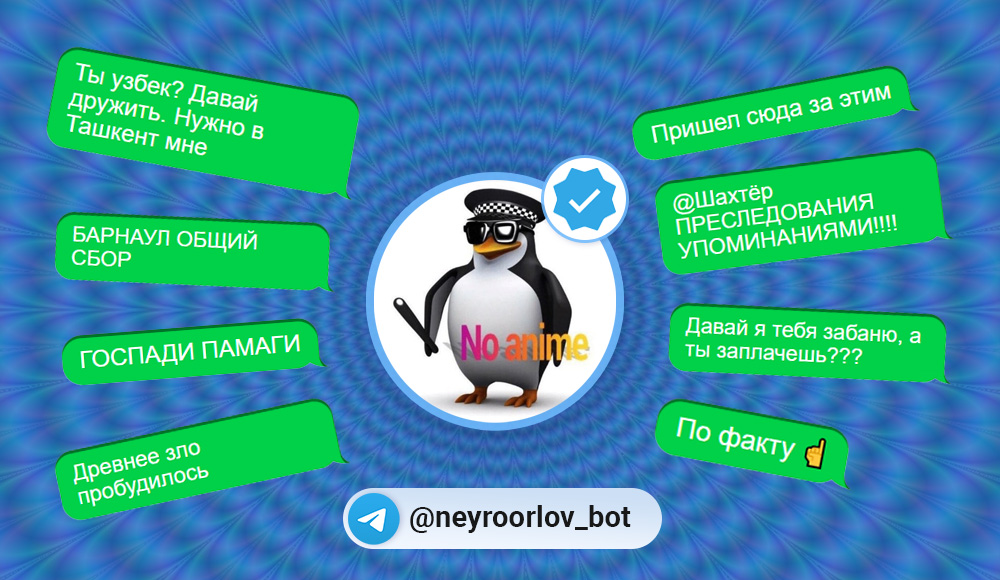 Ты узбек? Давай
дружить. Нужно в
Ташкент мне
БАРНАУЛ ОБЩИЙ
СБОР
ГОСПАДИ ПАМАГИ
Древнее зло
пробудилось
No anime
Пришел сюда за этим
@Шахтёр
ПРЕСЛЕДОВАНИЯ
УПОМИНАНИЯМИ!!!!
Давай я тебя забаню, а
ты заплачешь???
По факту ☝
@neyroorlov_bot